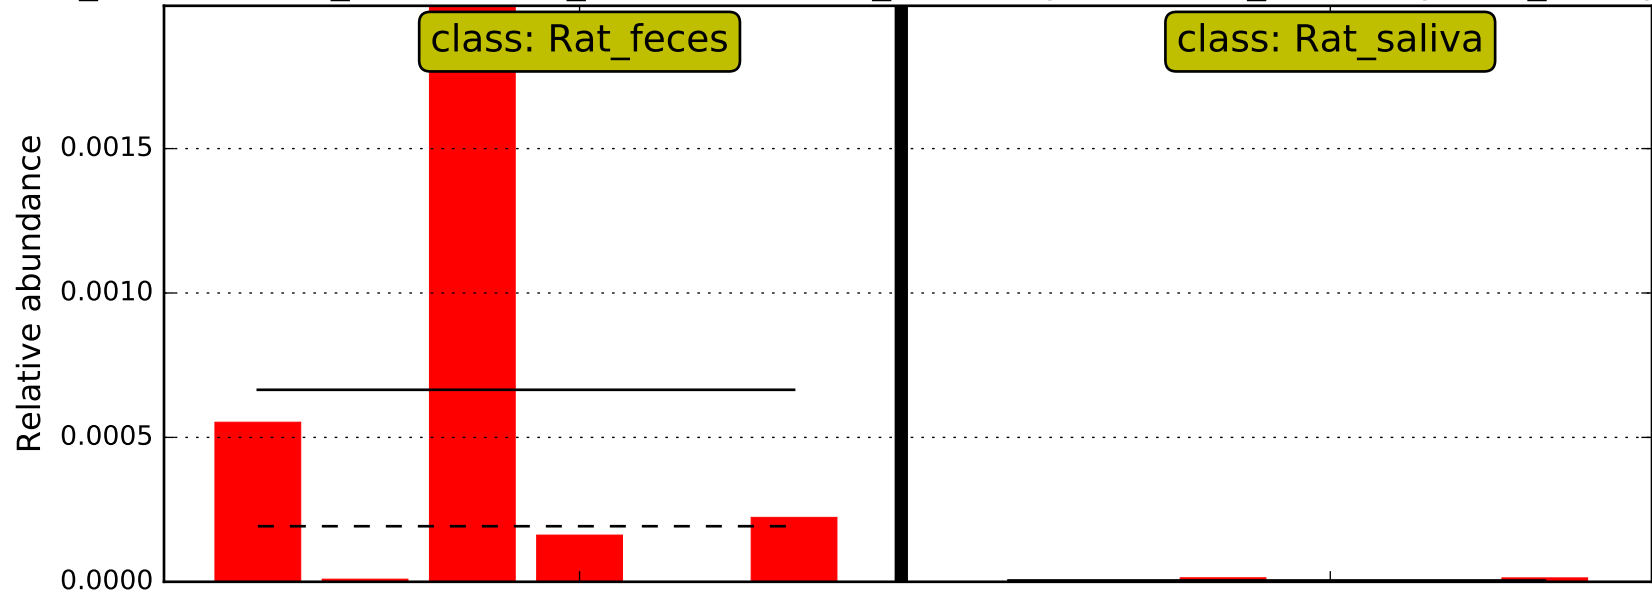 class: Rat_feces
class: Rat_saliva
Relative abundance
0.0015
0.0010
0.0005
0.0000